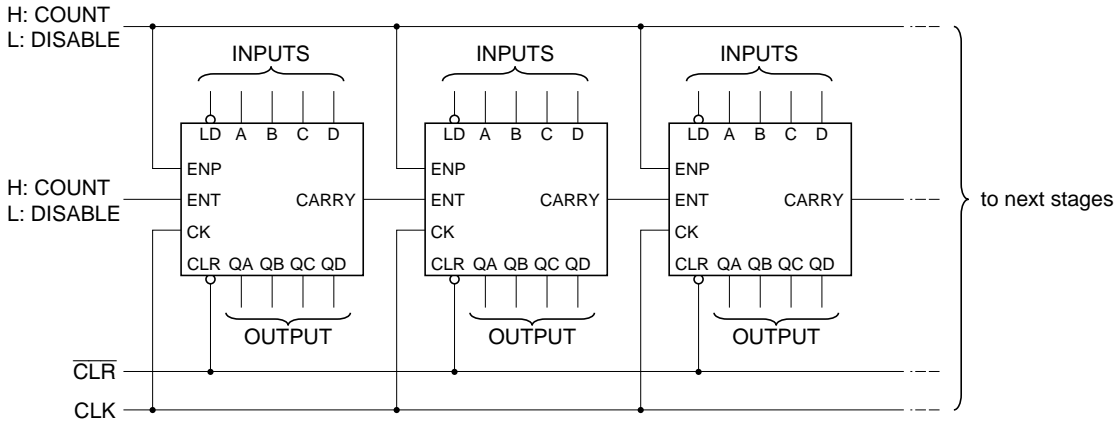 H: COUNT
L: DISABLE
INPUTS INPUTS INPUTS
LD A B C D LD A B C D LD A B C D
ENP ENP ENP
H: COUNT
L: DISABLE
ENT CARRY ENT CARRY ENT CARRY
to next stages
CK CK CK
CLR QA QB QC QD CLR QA QB QC QD CLR QA QB QC QD
OUTPUT OUTPUT OUTPUT
CLR
CLK